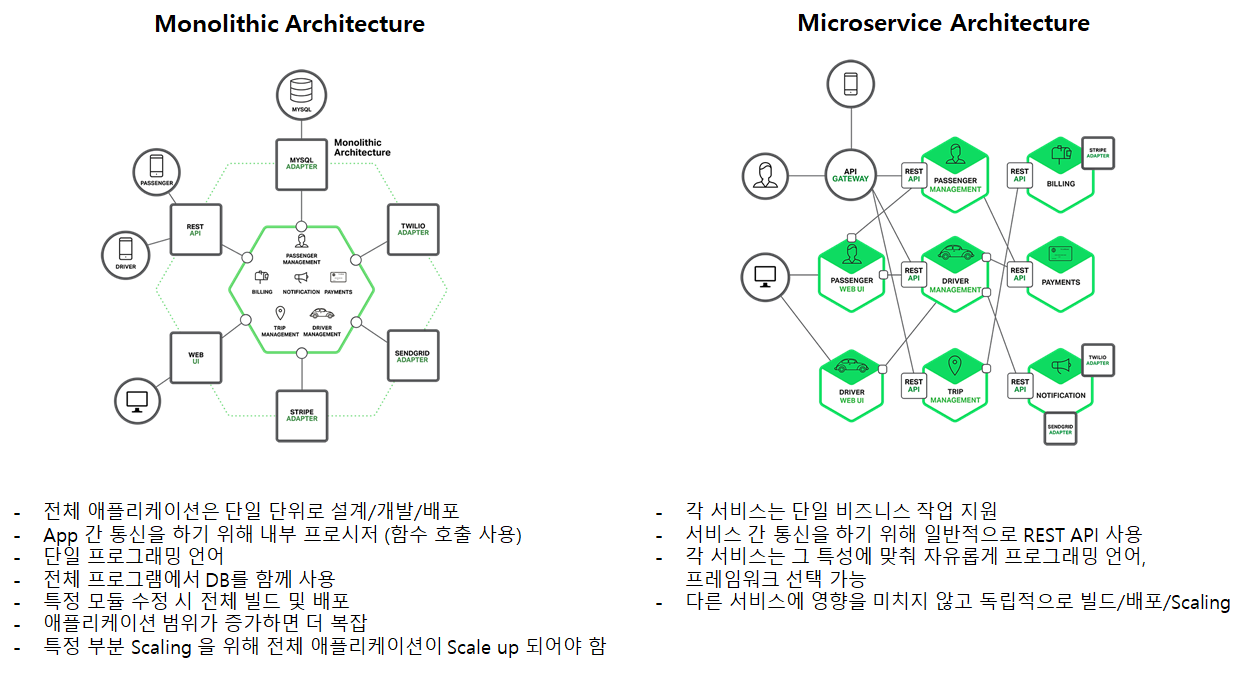 Monolithic Architecture
MYSQL
MYSQL
ADAPTER
Monolithic
Architecture
PASSENGER
REST
API
TWILIO
ADAPTER
DRIVER
PASSENGER
MANAGEMENT
BILLING
NOTIFICATION
PAYMENTS
TRIP
MANAGEMENT
DRIVER
MANAGEMENT
WEB
UI
SENDGRID
ADAPTER
STRIPE
ADAPTER
- 전체 애플리케이션은 단일 단위로 설계/개발/배포
- App 간 통신을 하기 위해 내부 프로시저 (함수 호출 사용)
- 단일 프로그래밍 언어
- 전체 프로그램에서 DB를 함께 사용
- 특정 모듈 수정 시 전체 빌드 및 배포
- 애플리케이션 범위가 증가하면 더 복잡
- 특정 부분 Scaling 을 위해 전체 애플리케이션이 Scale up 되어야 함
Microservice Architecture
API
GATEWAY
REST
API
PASSENGER
MANAGEMENT
REST
API
BILLING
STRIPE
ADAPTER
PASSENGER
WEB UI
REST
API
DRIVER
MANAGEMENT
REST
API
PAYMENTS
DRIVER
WEB UI
REST
API
TRIP
MANAGEMENT
REST
API
NOTIFICATION
TWILIO
ADAPTER
SENDGRID
ADAPTER
- 각 서비스는 단일 비즈니스 작업 지원
- 서비스 간 통신을 하기 위해 일반적으로 REST API 사용
- 각 서비스는 그 특성에 맞춰 자유롭게 프로그래밍 언어,
프레임워크 선택 가능
- 다른 서비스에 영향을 미치지 않고 독립적으로 빌드/배포/Scaling